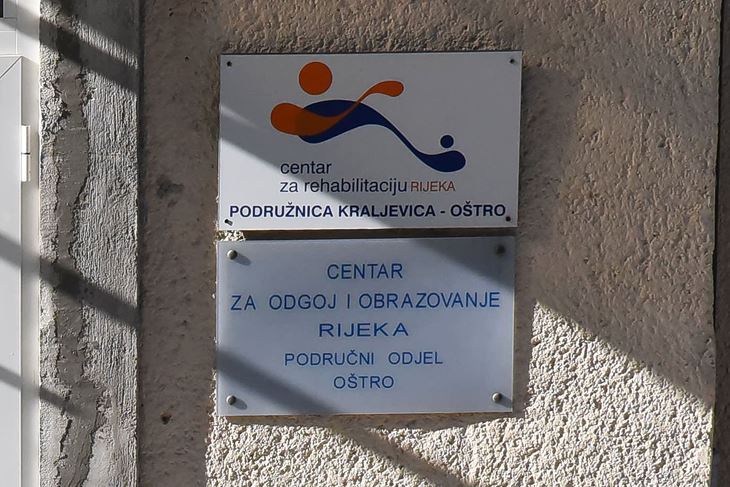 centar
za rehabilitaciju RIJEKA
PODRUŽNICA KRALJEVICA - OŠTRO
CENTAR
ZA ODGOJ I OBRAZOVANJE
RIJEKA
PODRUČNI ODJEL
OŠTRO